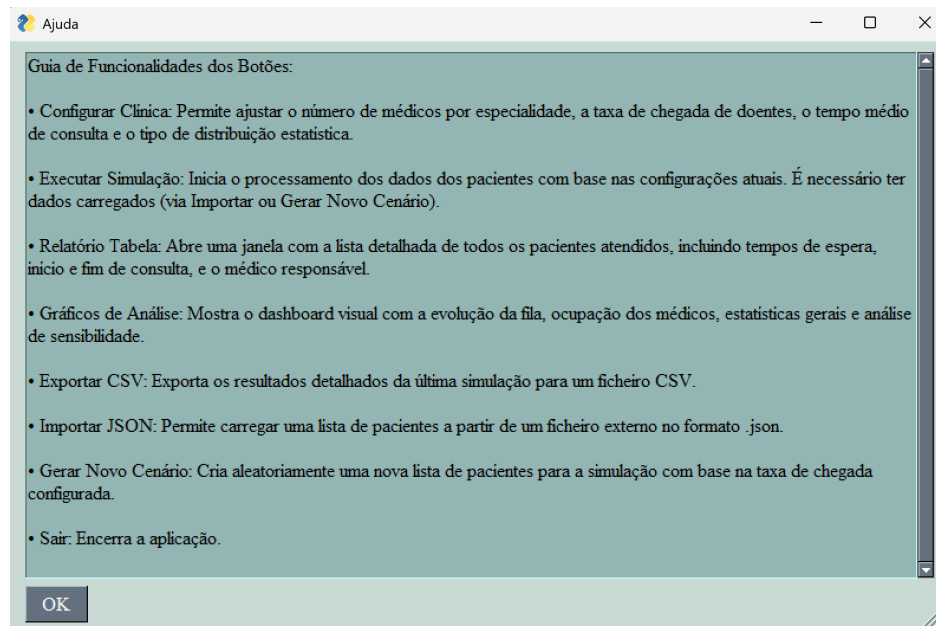 Ajuda
Guia de Funcionalidades dos Botões:
• Configurar Clínica: Permite ajustar o número de médicos por especialidade, a taxa de chegada de doentes, o tempo médio
de consulta e o tipo de distribuição estatística.
• Executar Simulação: Inicia o processamento dos dados dos pacientes com base nas configurações atuais. É necessário ter
dados carregados (via Importar ou Gerar Novo Cenário).
• Relatório Tabela: Abre uma janela com a lista detalhada de todos os pacientes atendidos, incluindo tempos de espera,
início e fim de consulta, e o médico responsável.
• Gráficos de Análise: Mostra o dashboard visual com a evolução da fila, ocupação dos médicos, estatísticas gerais e análise
de sensibilidade.
• Exportar CSV: Exporta os resultados detalhados da última simulação para um ficheiro CSV.
• Importar JSON: Permite carregar uma lista de pacientes a partir de um ficheiro externo no formato .json.
• Gerar Novo Cenário: Cria aleatoriamente uma nova lista de pacientes para a simulação com base na taxa de chegada
configurada.
• Sair: Encerra a aplicação.
OK